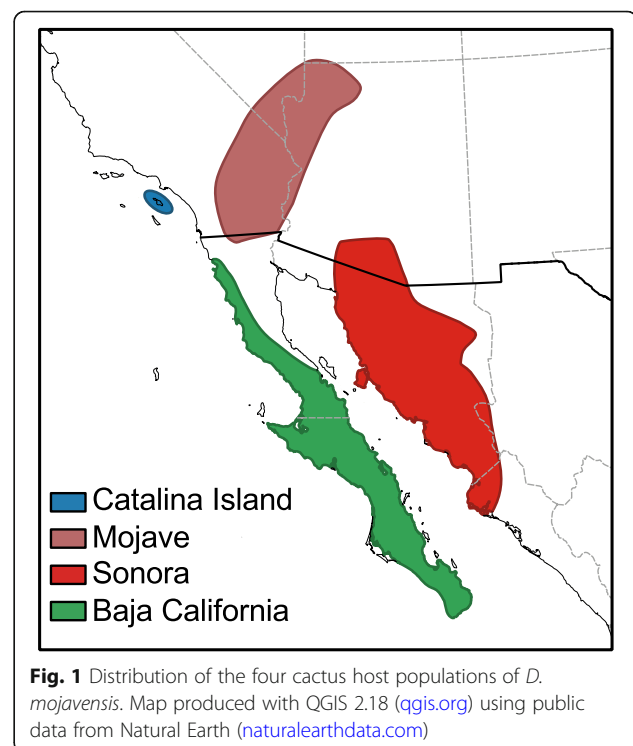 Catalina Island
Mojave
Sonora
Baja California
Fig. 1 Distribution of the four cactus host populations of D.
mojavensis. Map produced with QGIS 2.18 (qgis.org) using public
data from Natural Earth (naturalearthdata.com)